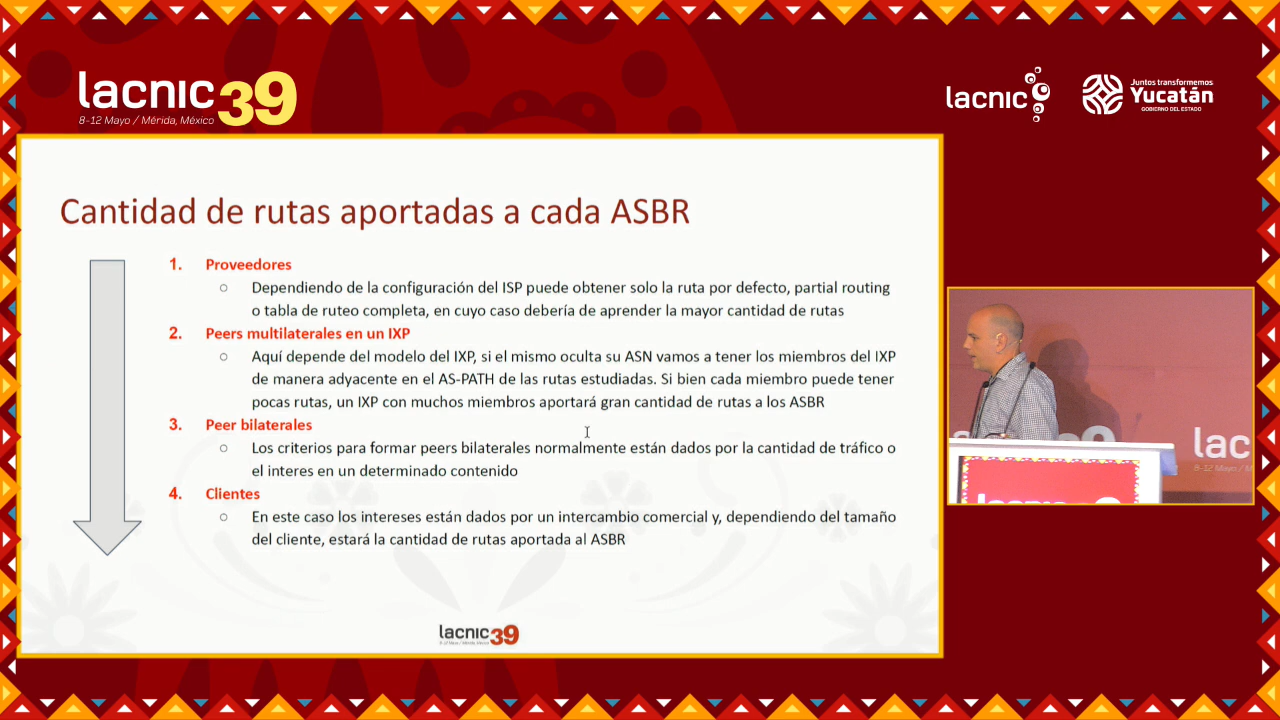 lacnic 39
8-12 Mayo / Mérida, México
lacnic
Juntos transformemos
Yucatán
GOBIERNO DEL ESTADO
Cantidad de rutas aportadas a cada ASBR
1. Proveedores
○ Dependiendo de la configuración del ISP puede obtener solo la ruta por defecto, partial routing
o tabla de ruteo completa, en cuyo caso debería de aprender la mayor cantidad de rutas
2. Peers multilaterales en un IXP
○ Aquí depende del modelo del IXP, si el mismo oculta su ASN vamos a tener los miembros del IXP
de manera adyacente en el AS-PATH de las rutas estudiadas. Si bien cada miembro puede tener
pocas rutas, un IXP con muchos miembros aportará gran cantidad de rutas a los ASBR
3. Peer bilaterales
○ Los criterios para formar peers bilaterales normalmente están dados por la cantidad de tráfico o
el interes en un determinado contenido
4. Clientes
○ En este caso los intereses están dados por un intercambio comercial y, dependiendo del tamaño
del cliente, estará la cantidad de rutas aportada al ASBR
lacnic 39
lac
8-12 Mayo / M